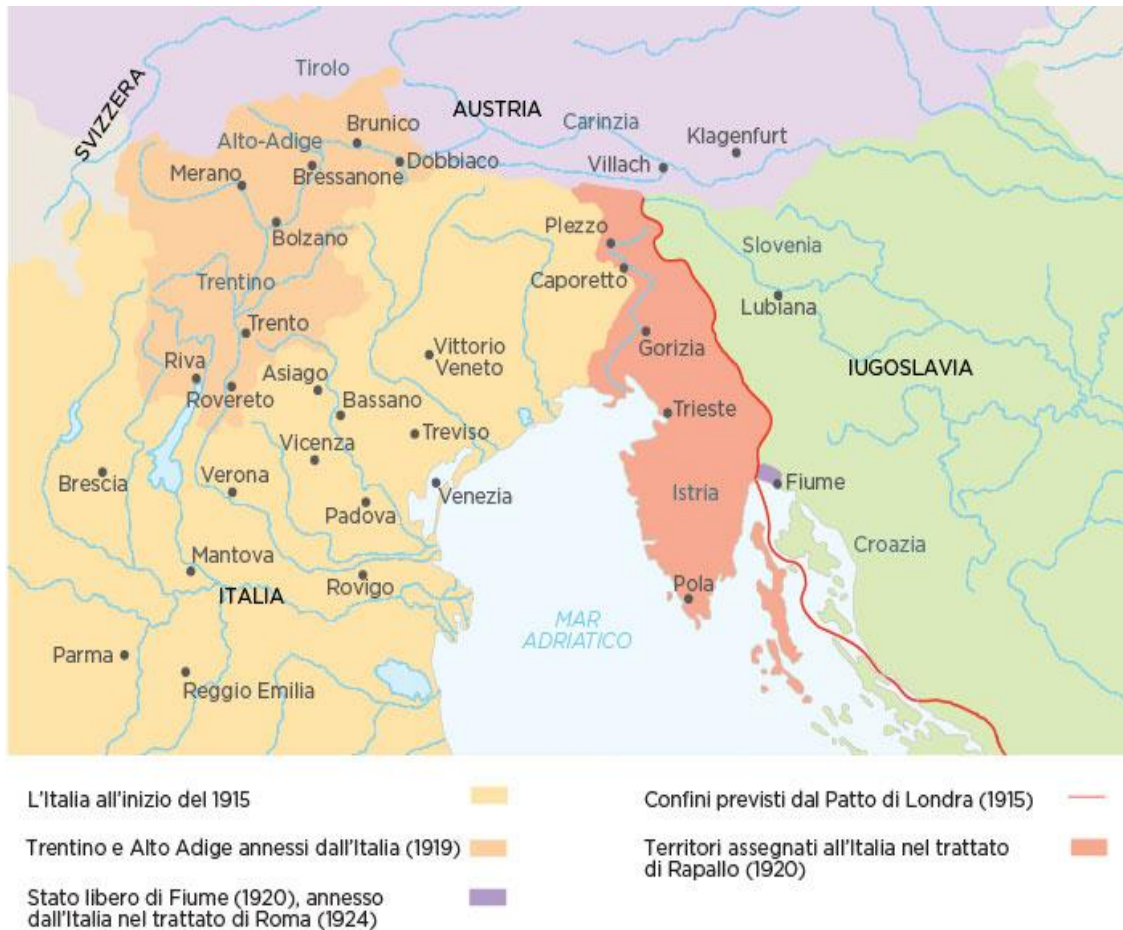 Tirolo
SVIZZERA
AUSTRIA
Brunico
Carinzia
Klagenfurt
Alto-Adige
Dobbiaco
Villach
Merano
Bressanone
Bolzano
Plezzo
Slovenia
Caporetto
Trentino
Lubiana
Trento
Gorizia
Vittorio
Veneto
Riva
Asiago
IUGOSLAVIA
Rovereto
Bassano
Trieste
Treviso
Vicenza
Brescia
Verona
Venezia
Istria
Fiume
Padova
Croazia
Mantova
Rovigo
Pola
ITALIA
MAR
ADRIATICO
Parma
Reggio Emilia
L'Italia all'inizio del 1915
Trentino e Alto Adige annessi dall'Italia (1919)
Stato libero di Fiume (1920), annesso
dall'Italia nel trattato di Roma (1924)
Confini previsti dal Patto di Londra (1915)
Territori assegnati all'Italia nel trattato
di Rapallo (1920)